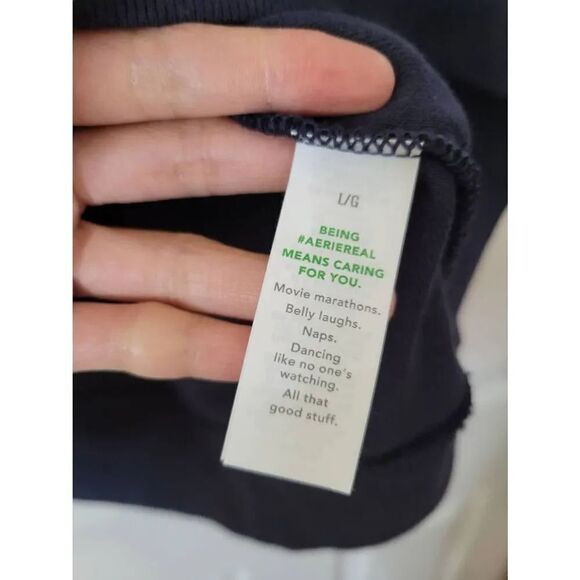 L/G
BEING
#AERIEREAL
MEANS CARING
FOR YOU.
Movie marathons.
Belly laughs.
Naps.
Dancing
like no one's
watching.
All that
good stuff.